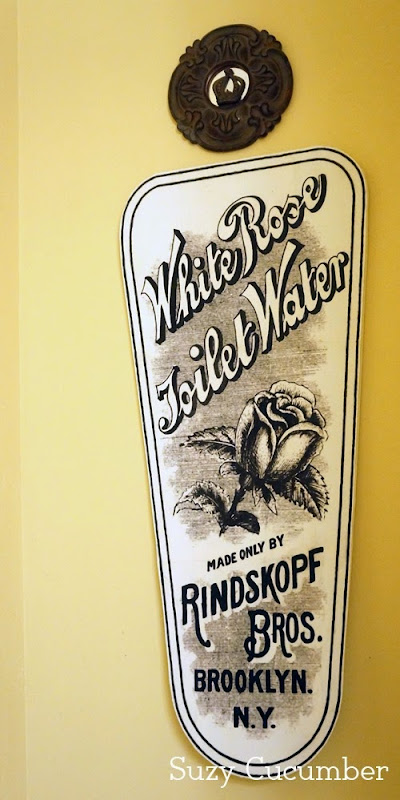 White Rose
Toilet Water
MADE ONLY BY
RINDSKOPF
BROS.
BROOKLYN.
N.Y.
Suzy Cucumber